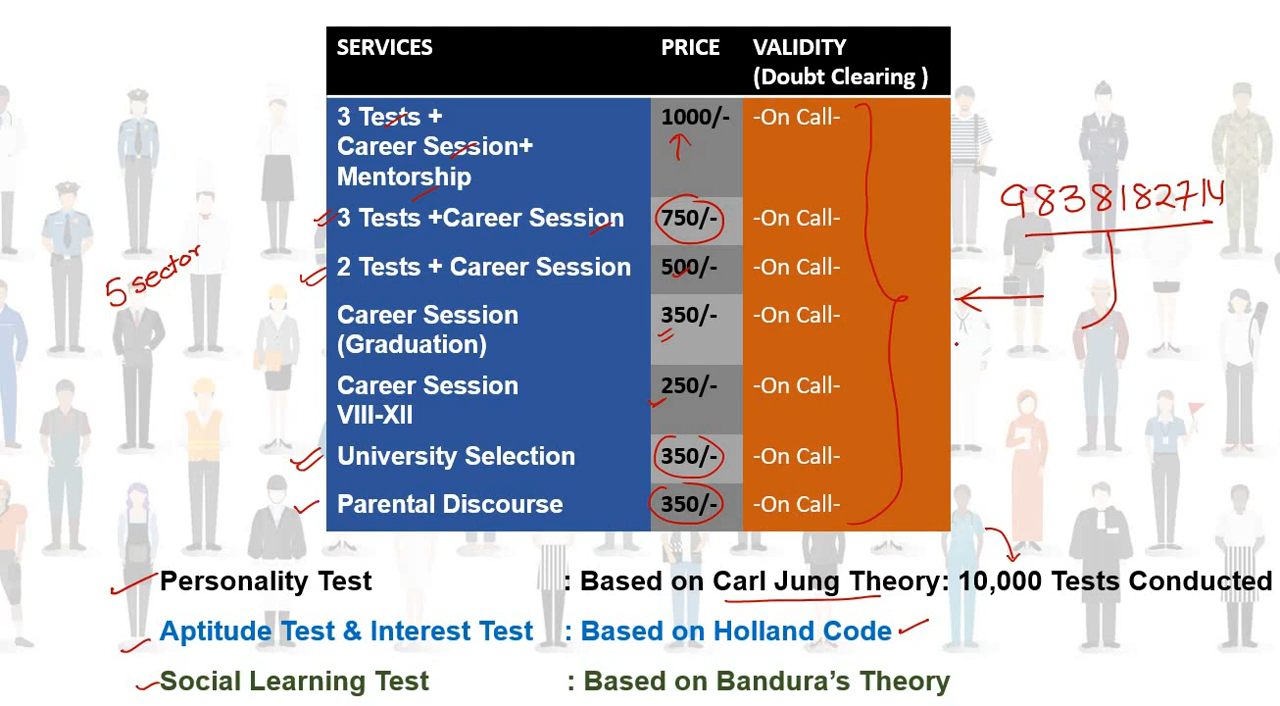 SERVICES PRICE VALIDITY
(Doubt Clearing )
3 Tests + 1000/- -On Call-
Career Session+
Mentorship
3 Tests +Career Session 750/- -On Call-
2 Tests + Career Session 500/- -On Call-
Career Session 350/- -On Call-
(Graduation)
Career Session 250/- -On Call-
VIII-XII
University Selection 350/- -On Call-
Parental Discourse 350/- -On Call-
9838182714
5 sector
Personality Test : Based on Carl Jung Theory: 10,000 Tests Conducted
Aptitude Test & Interest Test : Based on Holland Code
Social Learning Test : Based on Bandura’s Theory